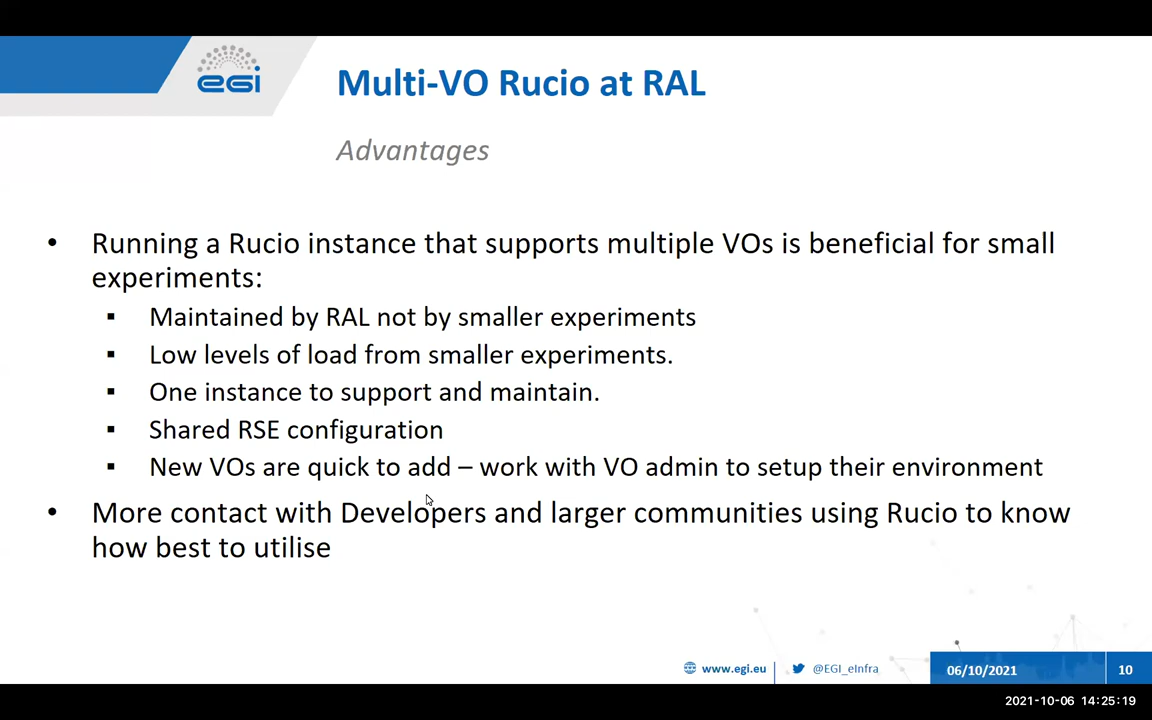 egi
Multi-VO Rucio at RAL
Advantages
• Running a Rucio instance that supports multiple VOs is beneficial for small
experiments:
▪ Maintained by RAL not by smaller experiments
▪ Low levels of load from smaller experiments.
▪ One instance to support and maintain.
▪ Shared RSE configuration
▪ New VOs are quick to add – work with VO admin to setup their environment
• More contact with Developers and larger communities using Rucio to know
how best to utilise
www.egi.eu @EGI_eInfra 06/10/2021 10
2021-10-06 14:25:19